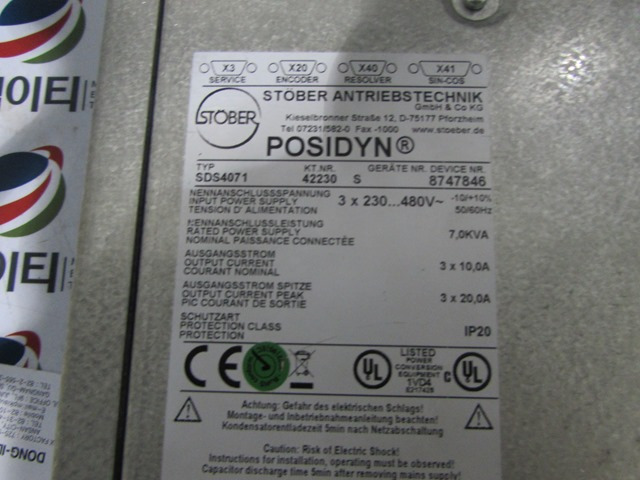 X3 X20 X40 X41
SERVICE ENCODER RESOLVER SIN-COS
STÖBER
STÖBER ANTRIEBSTECHNIK
GmbH & Co KG
Kieselbronner Straße 12, D-75177 Pforzheim
Tel 07231/582-0 Fax -1000 www.stoeber.de
POSIDYN®
TYP KT.NR. GERÄTE NR. DEVICE NR.
SDS4071 42230 S 8747846
NENNANSCHLUSSSPANNUNG
INPUT POWER SUPPLY 3 x 230...480V~ -10/+10%
TENSION D' ALIMENTATION 50/60Hz
NENNANSCHLUSSLEISTUNG
RATED POWER SUPPLY 7,0KVA
NOMINAL PAISSANCE CONNECTÉE
AUSGANGSSTROM
OUTPUT CURRENT 3 x 10,0A
COURANT NOMINAL
AUSGANGSSTROM SPITZE
OUTPUT CURRENT PEAK 3 x 20,0A
PIC COURANT DE SORTIE
SCHUTZART
PROTECTION CLASS IP20
PROTECTION
CE
UL LISTED C UL
POWER
CONVERSION
EQUIPMENT
1VD4
E217428
Achtung: Gefahr des elektrischen Schlags!
Montage- und Inbetriebnahmeanleitung beachten!
Kondensatorentladezeit 5min nach Netzabschaltung
Caution: Risc of Electric Shock!
Instructions for installation, operating must be observed!
Capacitor discharge time 5min after removing mains supply
이티
이티
DONG-IL